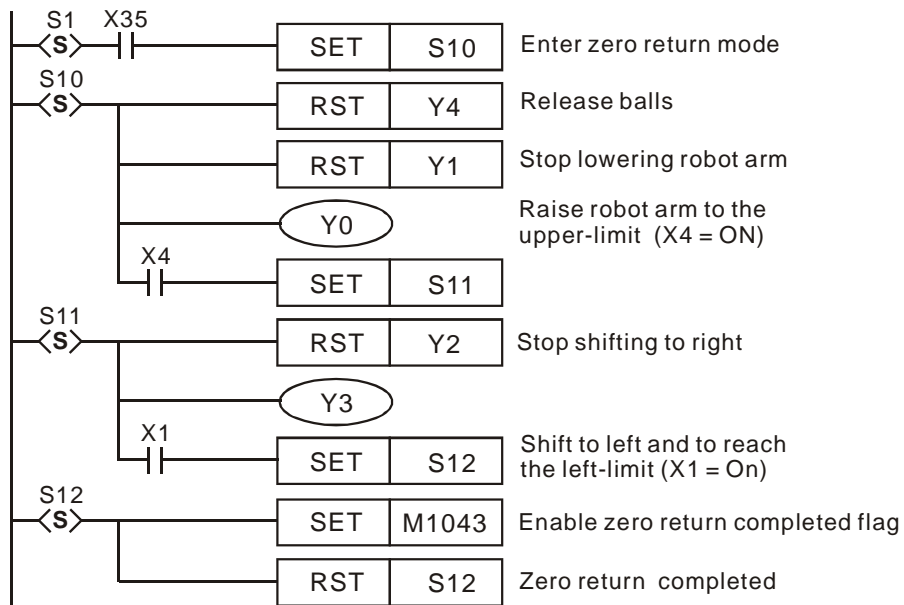 S1 X35
S SET S10 Enter zero return mode
S10
S RST Y4 Release balls
RST Y1 Stop lowering robot arm
Y0 Raise robot arm to the
upper-limit (X4 = ON)
X4
SET S11
S11
S RST Y2 Stop shifting to right
Y3
X1
SET S12 Shift to left and to reach
the left-limit (X1 = On)
S12
S SET M1043 Enable zero return completed flag
RST S12 Zero return completed